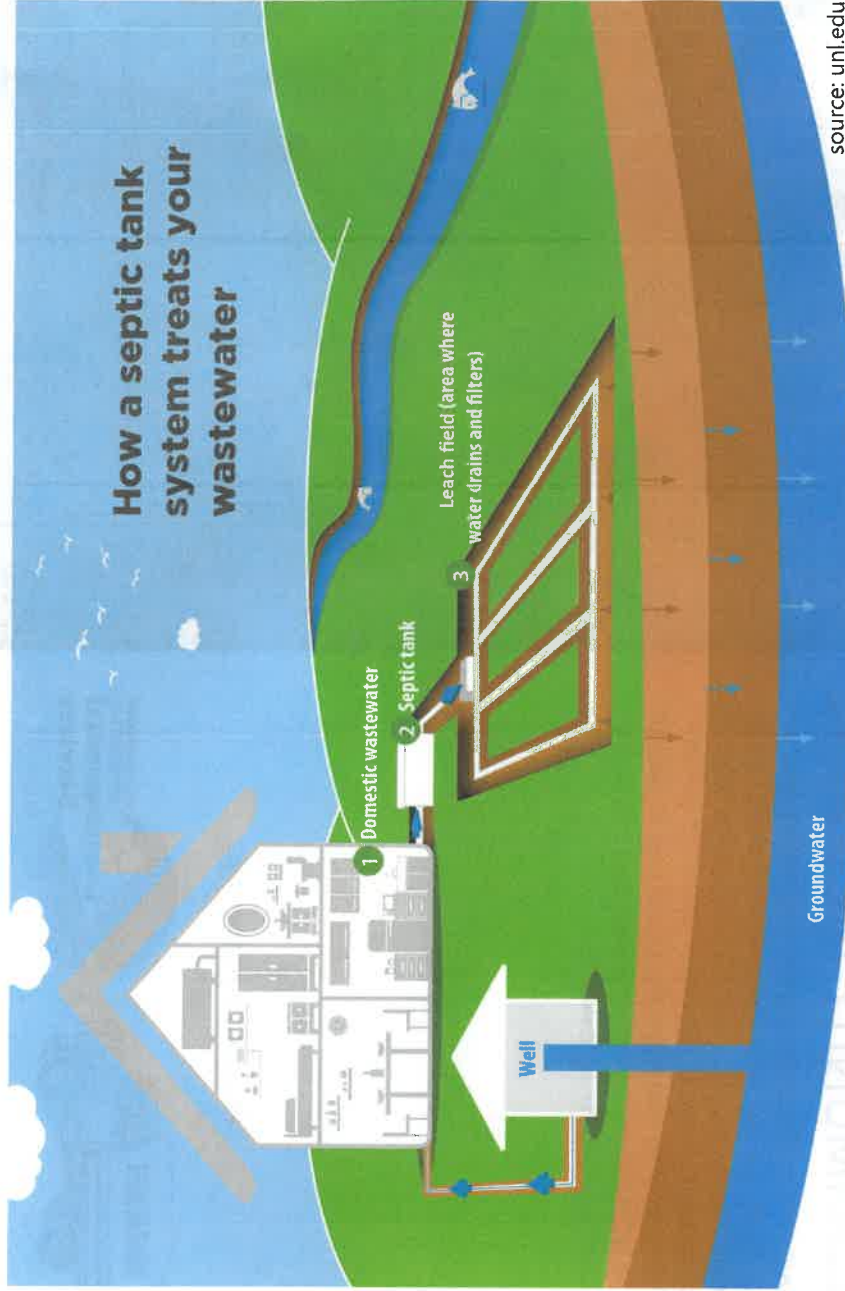 How a septic tank
system treats your
wastewater
1 Domestic wastewater
2 Septic tank
3
Leach field (area where
water drains and filters)
Well
Groundwater
source: unl.edu